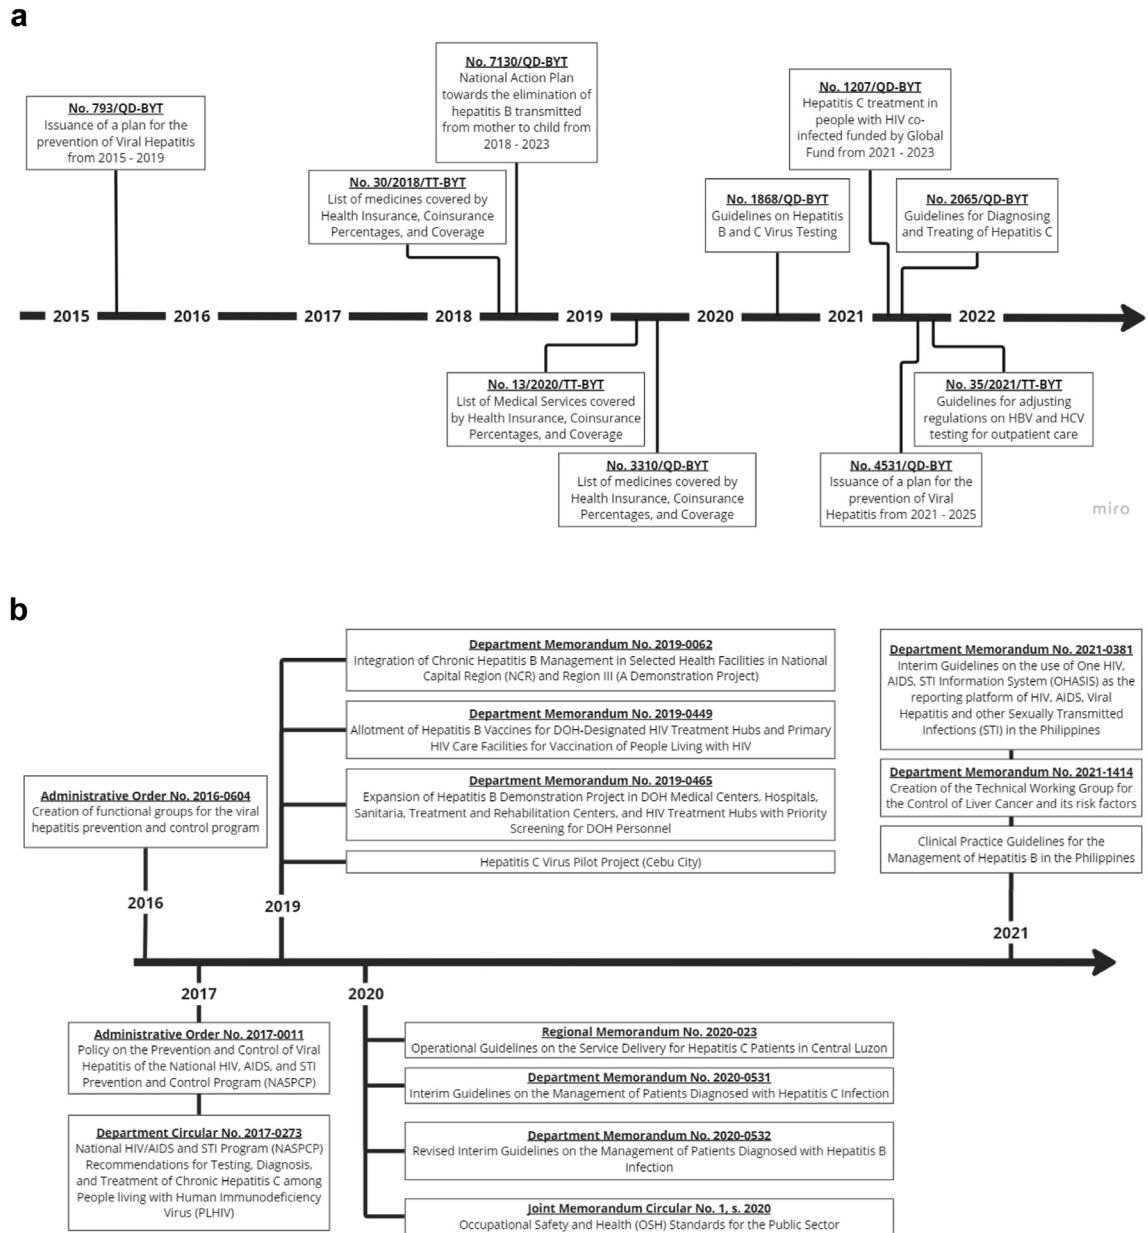 a
No. 7130/QD-BYT
National Action Plan
towards the elimination of
hepatitis B transmitted
from mother to child from
2018 - 2023
No. 793/QD-BYT
Issuance of a plan for the
prevention of Viral Hepatitis
from 2015 - 2019
No. 1207/QD-BYT
Hepatitis C treatment in
people with HIV co-
infected funded by Global
Fund from 2021 - 2023
No. 30/2018/TT-BYT
List of medicines covered by
Health Insurance, Coinsurance
Percentages, and Coverage
No. 1868/QD-BYT
Guidelines on Hepatitis
B and C Virus Testing
No. 2065/QD-BYT
Guidelines for Diagnosing
and Treating of Hepatitis C
2015 2016 2017 2018 2019 2020 2021 2022
No. 13/2020/TT-BYT
List of Medical Services covered
by Health Insurance, Coinsurance
Percentages, and Coverage
No. 35/2021/TT-BYT
Guidelines for adjusting
regulations on HBV and HCV
testing for outpatient care
No. 3310/QD-BYT
List of medicines covered by
Health Insurance, Coinsurance
Percentages, and Coverage
No. 4531/QD-BYT
Issuance of a plan for the
prevention of Viral
Hepatitis from 2021 - 2025
miro
b
Department Memorandum No. 2019-0062
Integration of Chronic Hepatitis B Management in Selected Health Facilities in National
Capital Region (NCR) and Region III (A Demonstration Project)
Department Memorandum No. 2019-0449
Allotment of Hepatitis B Vaccines for DOH-Designated HIV Treatment Hubs and Primary
HIV Care Facilities for Vaccination of People Living with HIV
Department Memorandum No. 2019-0465
Expansion of Hepatitis B Demonstration Project in DOH Medical Centers, Hospitals,
Sanitaria, Treatment and Rehabilitation Centers, and HIV Treatment Hubs with Priority
Screening for DOH Personnel
Hepatitis C Virus Pilot Project (Cebu City)
Department Memorandum No. 2021-0381
Interim Guidelines on the use of One HIV,
AIDS, STI Information System (OHASIS) as the
reporting platform of HIV, AIDS, Viral
Hepatitis and other Sexually Transmitted
Infections (STI) in the Philippines
Department Memorandum No. 2021-1414
Creation of the Technical Working Group for
the Control of Liver Cancer and its risk factors
Clinical Practice Guidelines for the
Management of Hepatitis B in the Philippines
Administrative Order No. 2016-0604
Creation of functional groups for the viral
hepatitis prevention and control program
2016
2019
2021
2017
2020
Administrative Order No. 2017-0011
Policy on the Prevention and Control of Viral
Hepatitis of the National HIV, AIDS, and STI
Prevention and Control Program (NASPCP)
Department Circular No. 2017-0273
National HIV/AIDS and STI Program (NASPCP)
Recommendations for Testing, Diagnosis,
and Treatment of Chronic Hepatitis C among
People living with Human Immunodeficiency
Virus (PLHIV)
Regional Memorandum No. 2020-023
Operational Guidelines on the Service Delivery for Hepatitis C Patients in Central Luzon
Department Memorandum No. 2020-0531
Interim Guidelines on the Management of Patients Diagnosed with Hepatitis C Infection
Department Memorandum No. 2020-0532
Revised Interim Guidelines on the Management of Patients Diagnosed with Hepatitis B
Infection
Joint Memorandum Circular No. 1, s. 2020
Occupational Safety and Health (OSH) Standards for the Public Sector